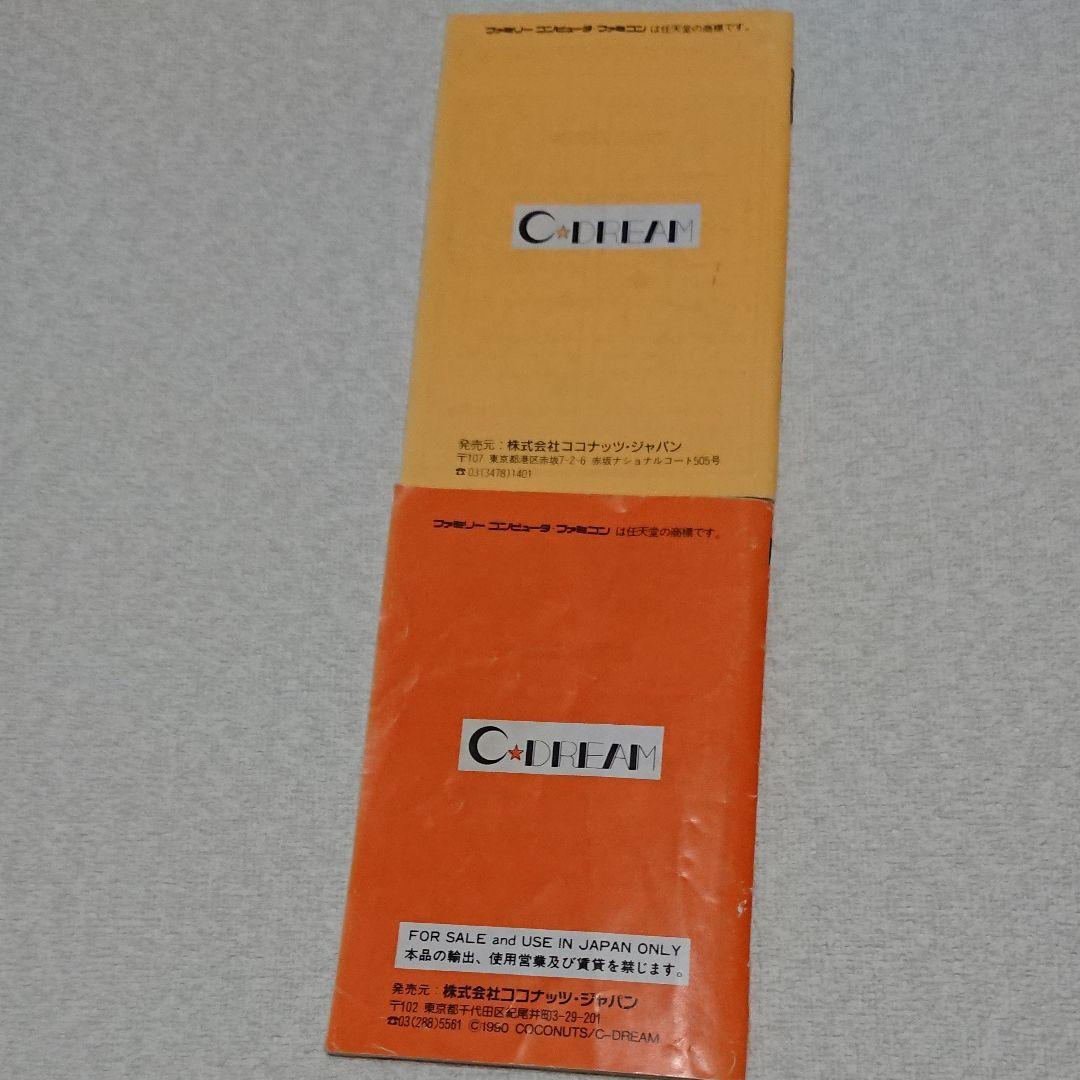 ファミリー コンピュータ・ファミコン は任天堂の商標です。
C★DREAM
発売元：株式会社ココナッツ・ジャパン
〒107 東京都港区赤坂7-2-6 赤坂ナショナルコート505号
☎03(3478)1401
ファミリー コンピュータ・ファミコン は任天堂の商標です。
C★DREAM
FOR SALE and USE IN JAPAN ONLY
本品の輸出、使用営業及び賃貸を禁じます。
発売元：株式会社ココナッツ・ジャパン
〒102 東京都千代田区紀尾井町3-29-201
☎03(288)5561 ©1990 COCONUTS/C-DREAM